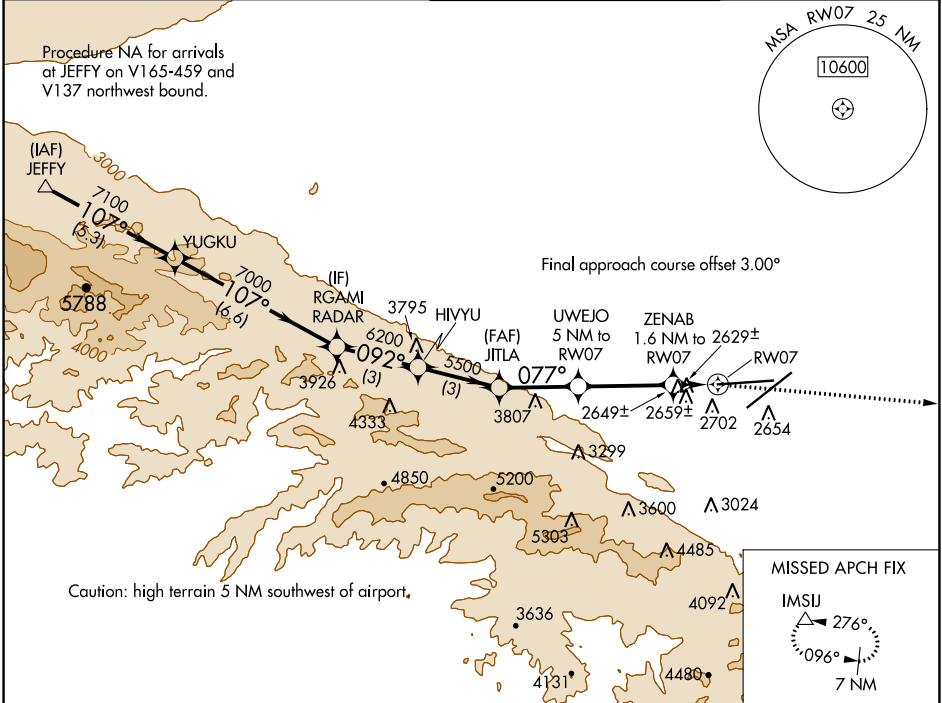 Procedure NA for arrivals
at JEFFY on V165-459 and
V137 northwest bound.
MSA RW07 25 NM
10600
(IAF)
JEFFY
3000
7100
107°
(5.3)
YUGKU
7000
107°
(6.6)
5788
4000
(IF)
RGAMI
RADAR
3926
6200
092°
(3)
3795
HIVYU
5500
(3)
4333
(FAF)
JITLA
077°
3807
Final approach course offset 3.00°
UWEJO
5 NM to
RW07
ZENAB
1.6 NM to
RW07
2629±
RW07
2649±
2659±
2702
2654
3299
4850
5200
3600
3024
5303
4485
4092
Caution: high terrain 5 NM southwest of airport.
3636
4131
4480
MISSED APCH FIX
IMSIJ
276°
096°
7 NM